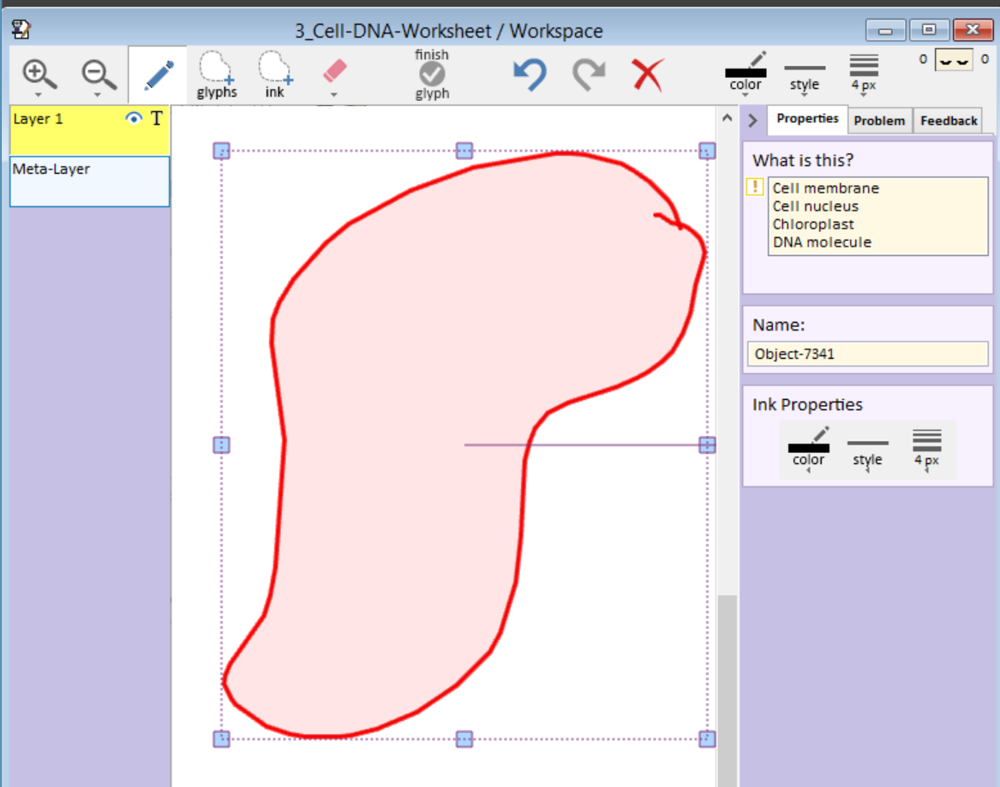 3_Cell-DNA-Worksheet / Workspace
glyphs
ink
finish
glyph
color
style
4 px
0
0
Layer 1
T
Meta-Layer
Properties
Problem
Feedback
What is this?
!
Cell membrane
Cell nucleus
Chloroplast
DNA molecule
Name:
Object-7341
Ink Properties
color
style
4 px